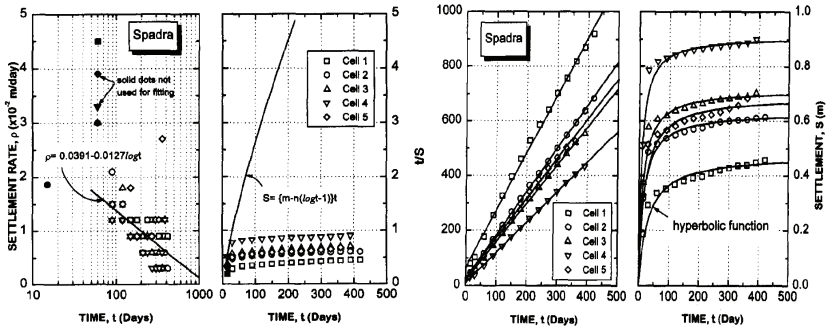 SETTLEMENT RATE, ρ (x10⁻² m/day)
5
4
3
2
1
0
Spadra
solid dots not
used for fitting
ρ= 0.0391-0.0127logt
10
100
1000
TIME, t (Days)
Cell 1
Cell 2
Cell 3
Cell 4
Cell 5
S= {m-n(logt-1)}t
5
4
3
2
1
0
0
100
200
300
400
TIME, t (Days)
t/S
1000
800
600
400
200
0
Spadra
Cell 1
Cell 2
Cell 3
Cell 4
Cell 5
0
100
200
300
400
500
TIME, t (Days)
hyperbolic function
SETTLEMENT, S (m)
1.0
0.8
0.6
0.4
0.2
0.0
0
100
200
300
400
500
TIME, t (Days)